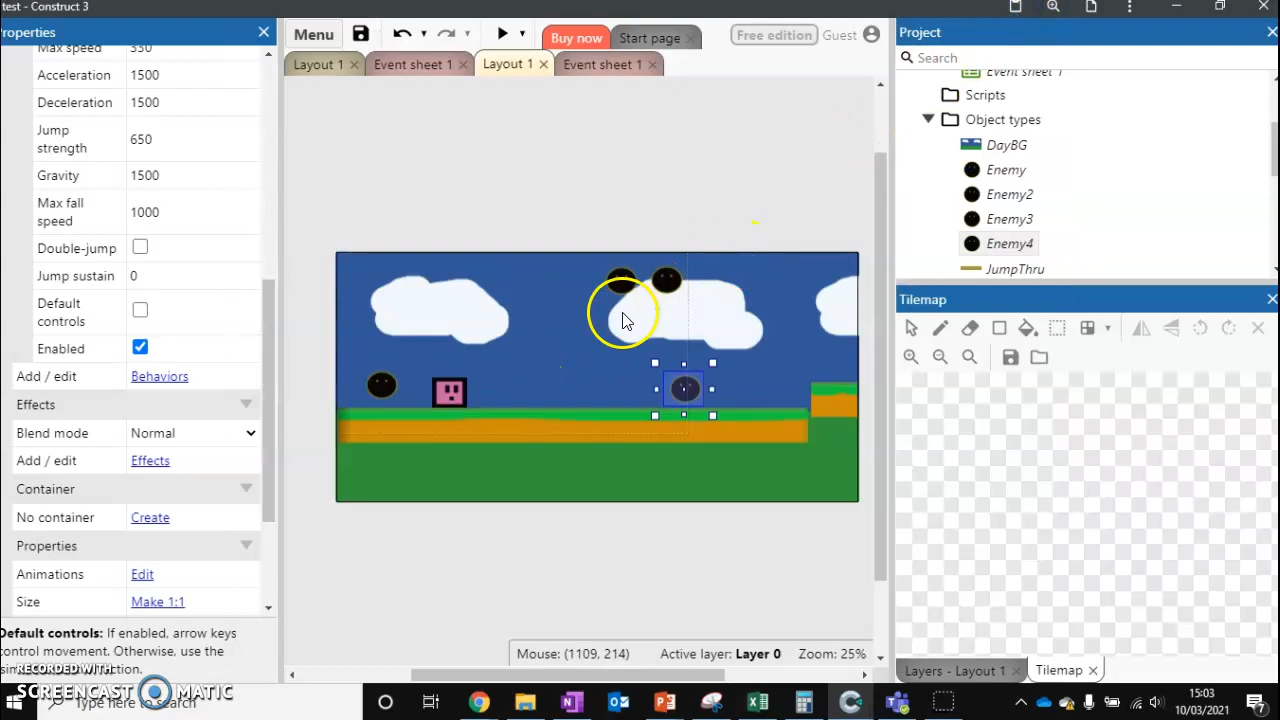 test - Construct 3
Properties
Max speed 350
Acceleration 1500
Deceleration 1500
Jump strength 650
Gravity 1500
Max fall speed 1000
Double-jump
Jump sustain 0
Default controls
Enabled
Add / edit Behaviors
Effects
Blend mode Normal
Add / edit Effects
Container
No container Create
Properties
Animations Edit
Size Make 1:1
Default controls: If enabled, arrow keys
control movement. Otherwise, use the
RECORDED WITH
SCREENCAST MATIC
Type here to search
Menu
Buy now
Start page
Free edition
Guest
Layout 1
Event sheet 1
Layout 1
Event sheet 1
Mouse: (1109, 214)
Active layer: Layer 0
Zoom: 25%
Project
Search
Event sheet 1
Scripts
Object types
DayBG
Enemy
Enemy2
Enemy3
Enemy4
JumpThru
Tilemap
Layers - Layout 1
Tilemap
15:03
10/03/2021
7